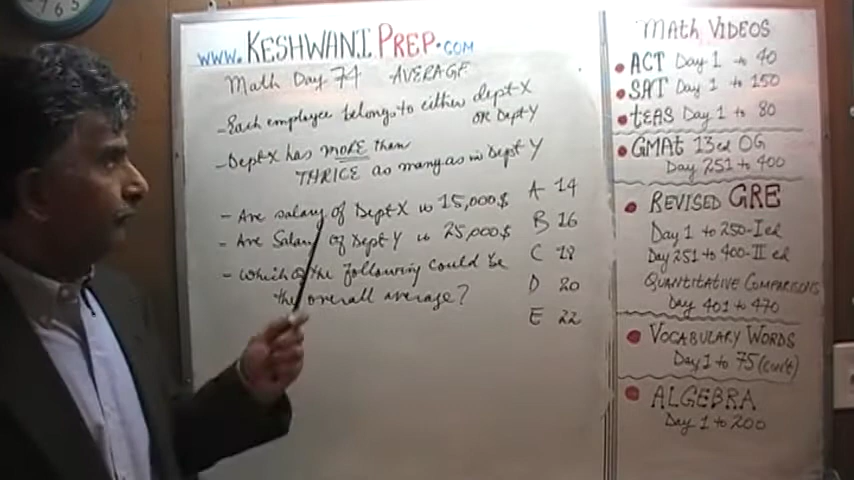 7 6 5
www.KESHWANI PREP.COM
Math Day 74 AVERAGE
-Each employee belongs to either dept-X
OR Dept-Y
-Dept-X has MORE than
THRICE as many as in Dept Y
- Ave salary of Dept-X is 15,000$
- Ave Salary of Dept-Y is 25,000$
- Which of the following could be
the overall average?
A 14
B 16
C 18
D 20
E 22
Math VIDEOS
ACT Day 1 to 40
SAT Day 1 to 150
tEAS Day 1 to 80
GMAt 13ed OG
Day 251 to 400
REVISED GRE
Day 1 to 250-I ed
Day 251 to 400-II ed
QUANTITATIVE COMPARISONS
Day 401 to 470
VOCABULARY WORDS
Day 1 to 75
ALGEBRA
Day 1 to 200